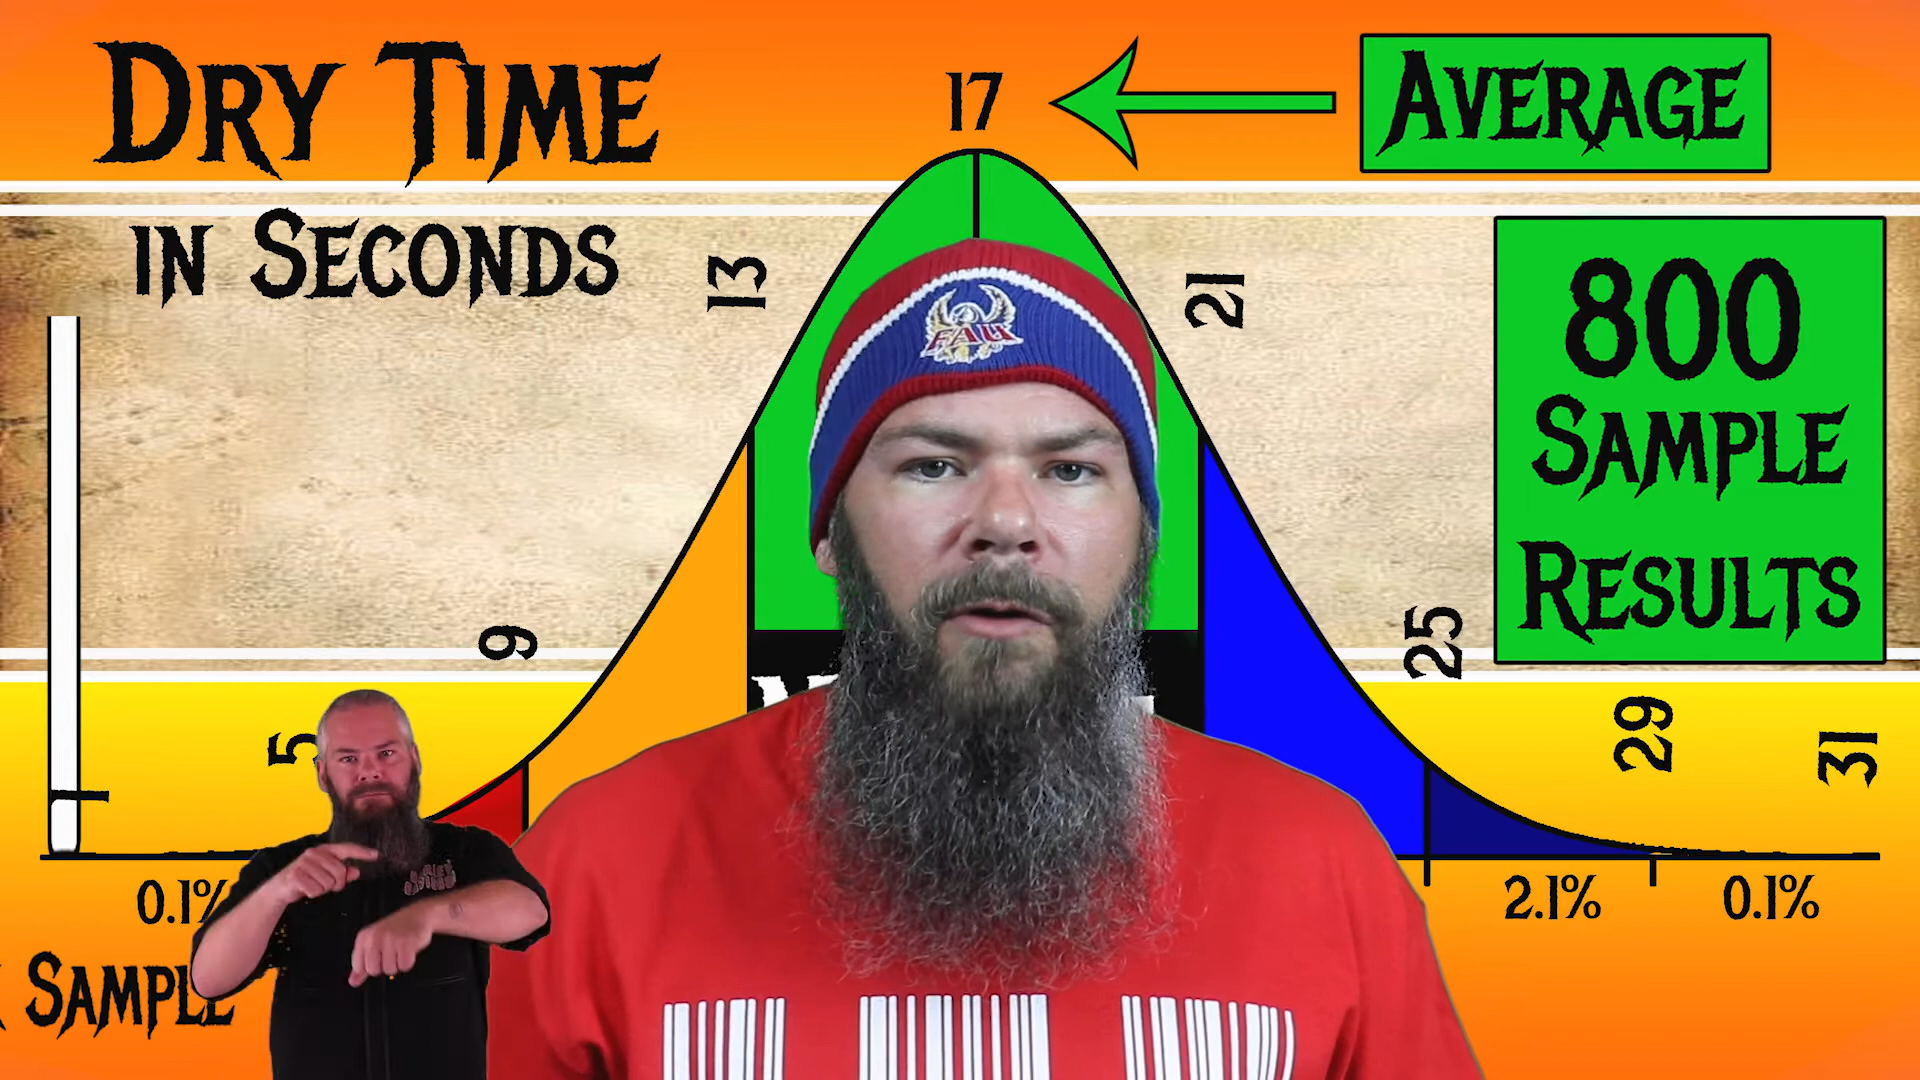 DRY TIME
IN SECONDS
17
AVERAGE
800
SAMPLE
RESULTS
13
21
9
25
5
29
31
FAU
0.1%
2.1%
0.1%
SAMPLE